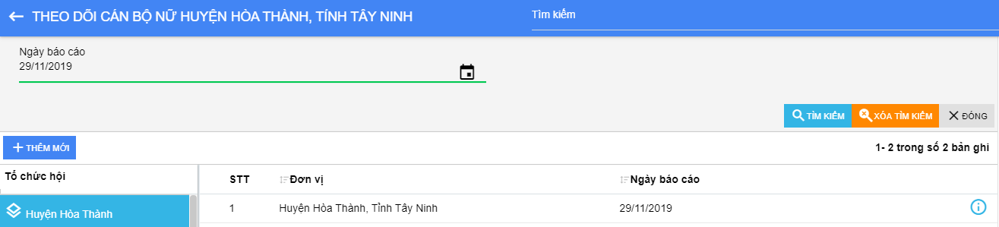 THEO DÕI CÁN BỘ NỮ HUYỆN HÒA THÀNH, TỈNH TÂY NINH
Tìm kiếm
Ngày báo cáo
29/11/2019
TÌM KIẾM XÓA TÌM KIẾM ĐÓNG
THÊM MỚI
1- 2 trong số 2 bản ghi
Tổ chức hội
STT Đơn vị Ngày báo cáo
Huyện Hòa Thành
1 Huyện Hòa Thành, Tỉnh Tây Ninh 29/11/2019